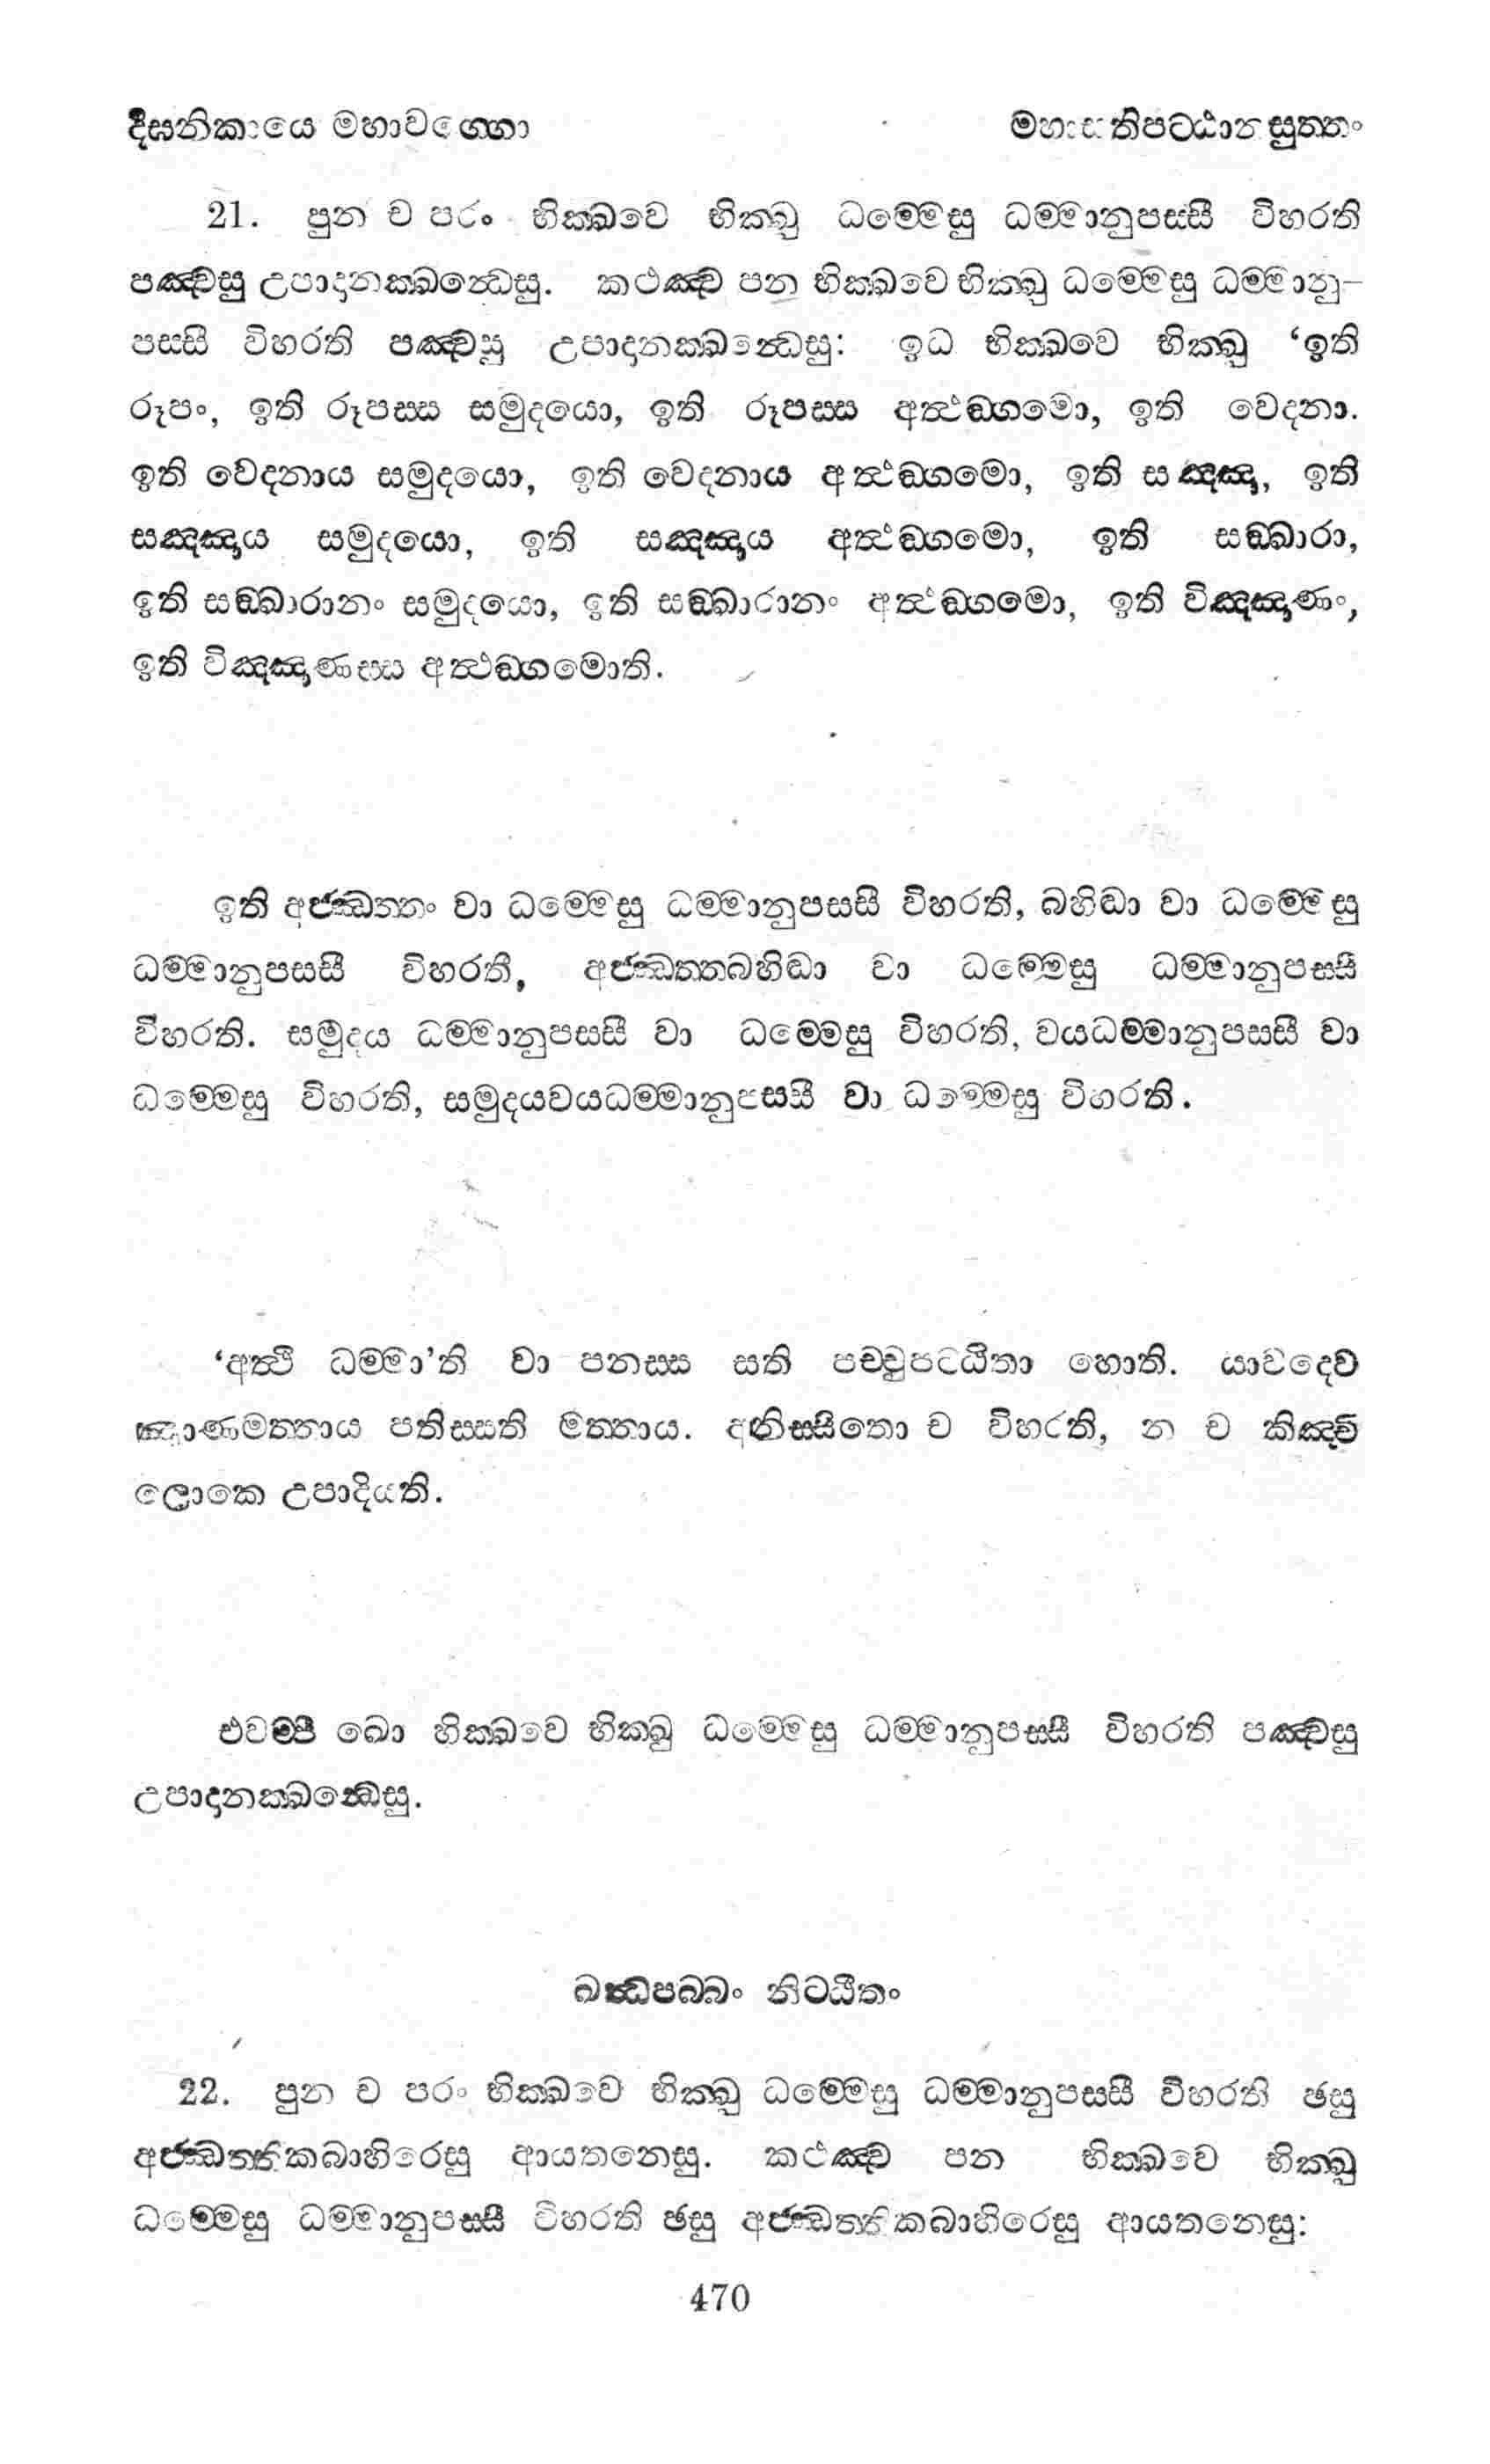 දීඝනිකායෙ මහාවග්ගො
මහාසතිපට්ඨානසුත්තං
21. පුන ච පරං භික්ඛවෙ භික්ඛු ධම්මෙසු ධම්මානුපස්සී විහරති
පඤ්චසු උපාදානක්ඛන්ධෙසු. කථඤ්ච පන භික්ඛවෙ භික්ඛු ධම්මෙසු ධම්මානු-
පස්සී විහරති පඤ්චසු උපාදානක්ඛන්ධෙසු: ඉධ භික්ඛවෙ භික්ඛු ‘ඉති
රූපං, ඉති රූපස්ස සමුදයො, ඉති රූපස්ස අත්ථඞ්ගමො, ඉති වෙදනා.
ඉති වෙදනාය සමුදයො, ඉති වෙදනාය අත්ථඞ්ගමො, ඉති සඤ්ඤා, ඉති
සඤ්ඤාය සමුදයො, ඉති සඤ්ඤාය අත්ථඞ්ගමො, ඉති සඞ්ඛාරා,
ඉති සඞ්ඛාරානං සමුදයො, ඉති සඞ්ඛාරානං අත්ථඞ්ගමො, ඉති විඤ්ඤාණං,
ඉති විඤ්ඤාණස්ස අත්ථඞ්ගමොති.
ඉති අජ්ඣත්තං වා ධම්මෙසු ධම්මානුපස්සී විහරති, බහිද්ධා වා ධම්මෙසු
ධම්මානුපස්සී විහරතී, අජ්ඣත්තබහිද්ධා වා ධම්මෙසු ධම්මානුපස්සී
විහරති. සමුදය ධම්මානුපස්සී වා ධම්මෙසු විහරති, වයධම්මානුපස්සී වා
ධම්මෙසු විහරති, සමුදයවයධම්මානුපස්සී වා ධම්මෙසු විහරති.
‘අත්ථි ධම්මා’ති වා පනස්ස සති පච්චුපට්ඨිතා හොති. යාවදෙව
ඤාණමත්තාය පතිස්සති මත්තාය. අනිස්සිතො ච විහරති, න ච කිඤ්චි
ලොකෙ උපාදියති.
එවම්පි ඛො භික්ඛවෙ භික්ඛු ධම්මෙසු ධම්මානුපස්සී විහරති පඤ්චසු
උපාදානක්ඛන්ධෙසු.
ඛන්ධපබ්බං නිට්ඨිතං
22. පුන ච පරං භික්ඛවෙ භික්ඛු ධම්මෙසු ධම්මානුපස්සී විහරති ඡසු
අජ්ඣත්තිකබාහිරෙසු ආයතනෙසු. කථඤ්ච පන භික්ඛවෙ භික්ඛු
ධම්මෙසු ධම්මානුපස්සී විහරති ඡසු අජ්ඣත්තිකබාහිරෙසු ආයතනෙසු:
470